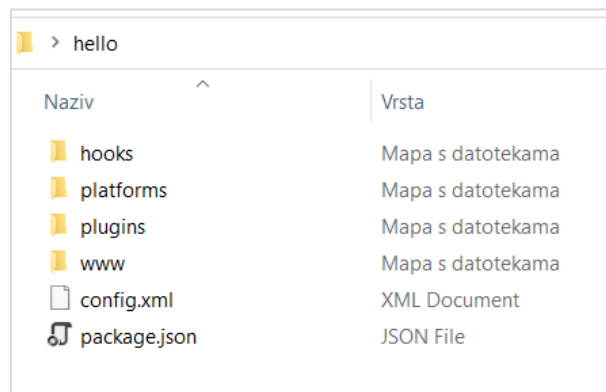 > hello
Naziv Vrsta
hooks Mapa s datotekama
platforms Mapa s datotekama
plugins Mapa s datotekama
www Mapa s datotekama
config.xml XML Document
package.json JSON File